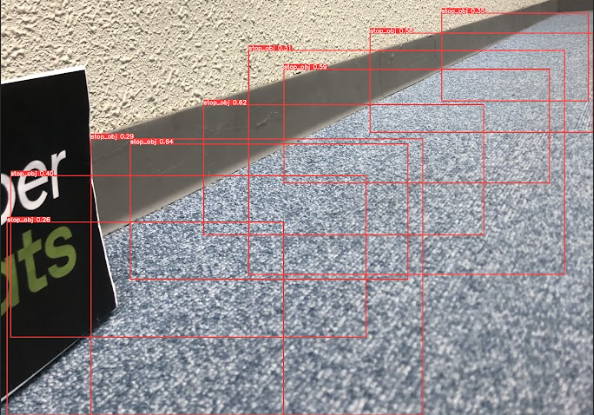 stop_obj 0.35
stop_obj 0.58
stop_obj 0.31
stop_obj 0.59
stop_obj 0.62
stop_obj 0.29
stop_obj 0.64
stop_obj 0.40
stop_obj 0.26
per
ats